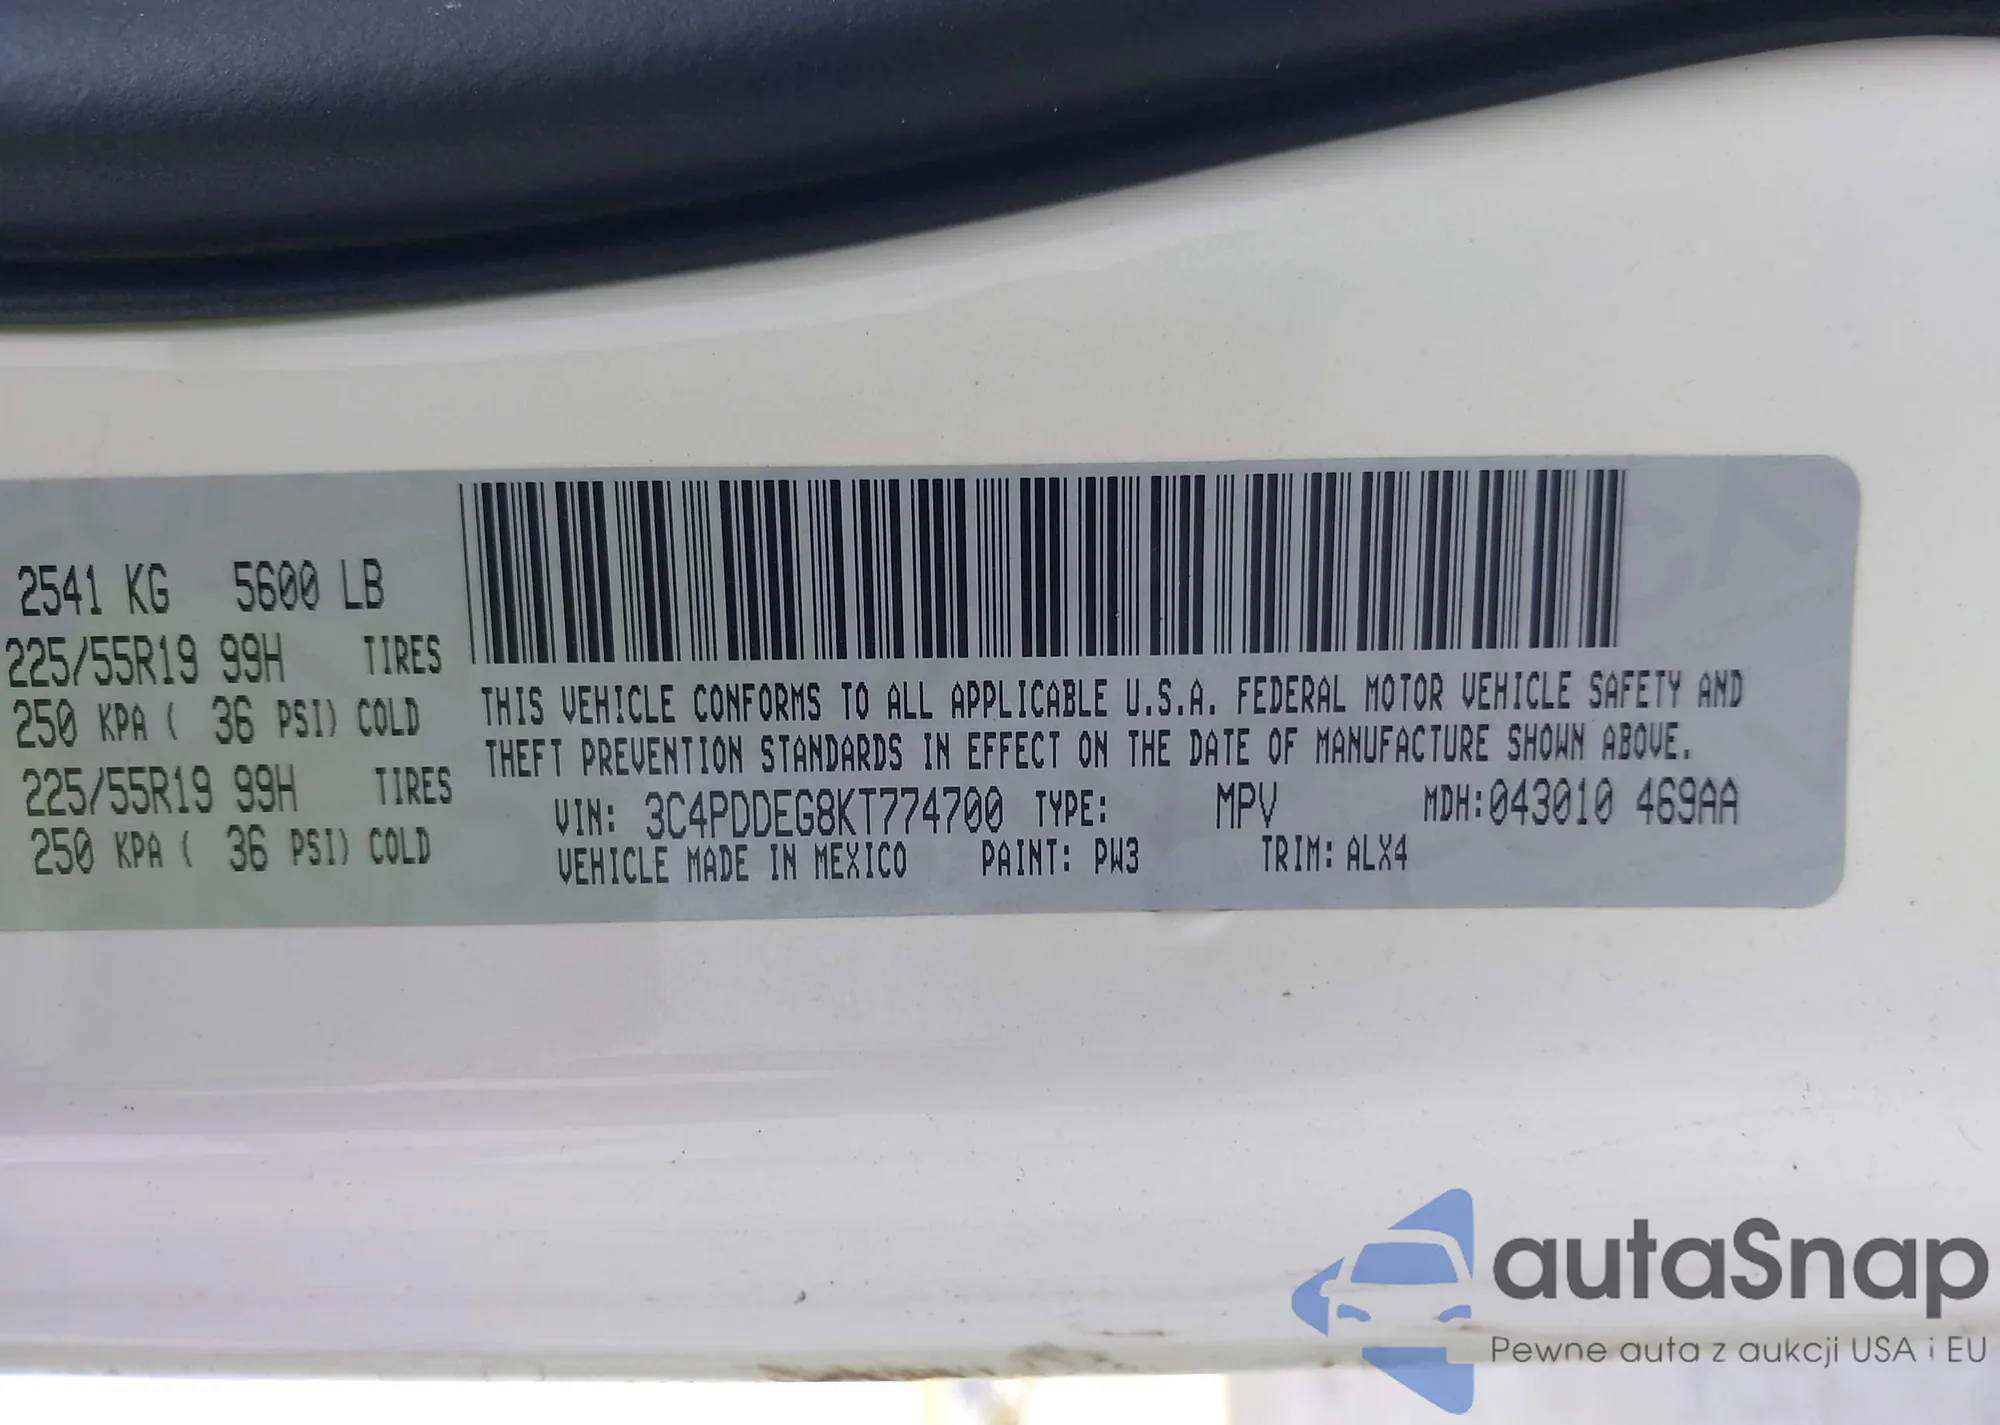 2541 KG 5600 LB
225/55R19 99H TIRES
250 KPA ( 36 PSI) COLD
225/55R19 99H TIRES
250 KPA ( 36 PSI) COLD
THIS VEHICLE CONFORMS TO ALL APPLICABLE U.S.A. FEDERAL MOTOR VEHICLE SAFETY AND
THEFT PREVENTION STANDARDS IN EFFECT ON THE DATE OF MANUFACTURE SHOWN ABOVE.
VIN: 3C4PDDEG8KT774700 TYPE: MPV MDH:043010 469AA
VEHICLE MADE IN MEXICO PAINT: PW3 TRIM: ALX4
autaSnap
Pewne auta z aukcji USA i EU